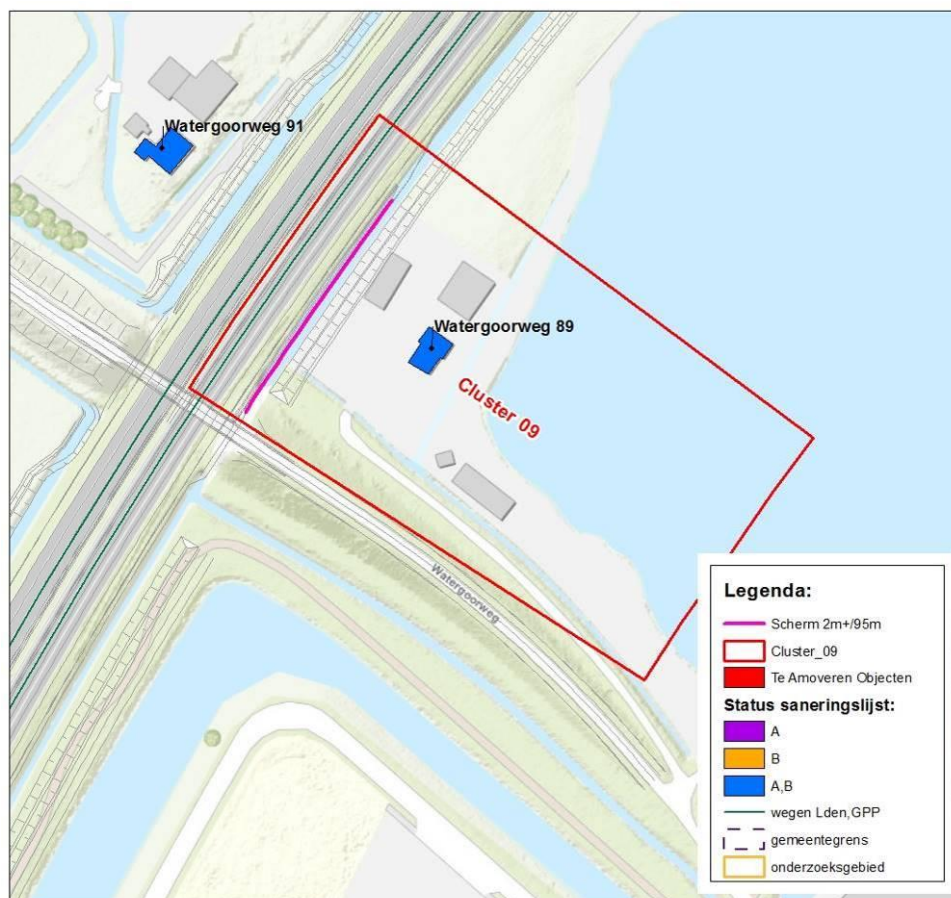 Watergoorweg 91
Watergoorweg 89
Cluster 09
Watergoorweg
Legenda:
Scherm 2m+/95m
Cluster_09
Te Amoveren Objecten
Status saneringslijst:
A
B
A,B
wegen Lden,GPP
gemeentegrens
onderzoeksgebied